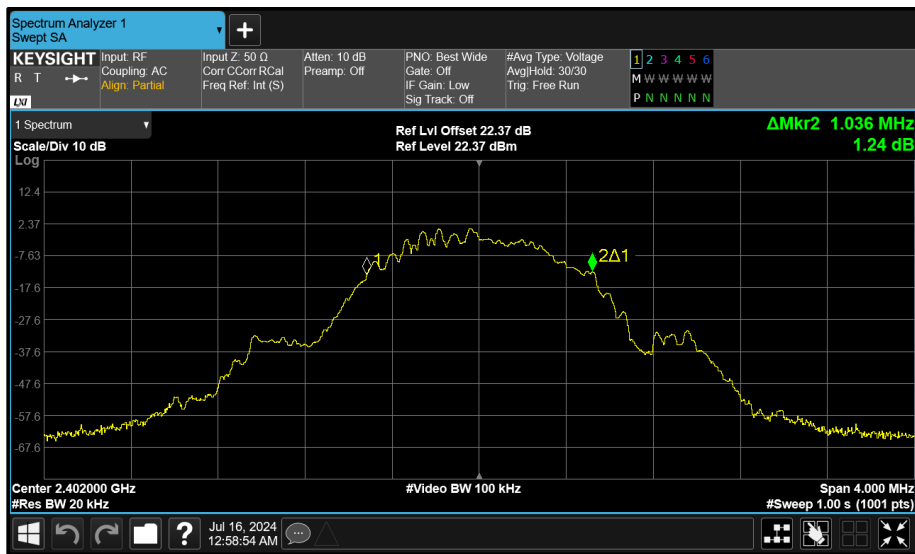 Spectrum Analyzer 1
Swept SA
KEYSIGHT
R T
LXI
Input: RF
Coupling: AC
Align: Partial
Input Z: 50 Ω
Corr CCorr RCal
Freq Ref: Int (S)
Atten: 10 dB
Preamp: Off
PNO: Best Wide
Gate: Off
IF Gain: Low
Sig Track: Off
#Avg Type: Voltage
Avg|Hold: 30/30
Trig: Free Run
1 2 3 4 5 6
M W W W W W
P N N N N N
1 Spectrum
Scale/Div 10 dB
Log
Ref Lvl Offset 22.37 dB
Ref Level 22.37 dBm
ΔMkr2 1.036 MHz
1.24 dB
12.4
2.37
-7.63
-17.6
-27.6
-37.6
-47.6
-57.6
-67.6
1
2Δ1
Center 2.402000 GHz
#Res BW 20 kHz
#Video BW 100 kHz
Span 4.000 MHz
#Sweep 1.00 s (1001 pts)
?
Jul 16, 2024
12:58:54 AM